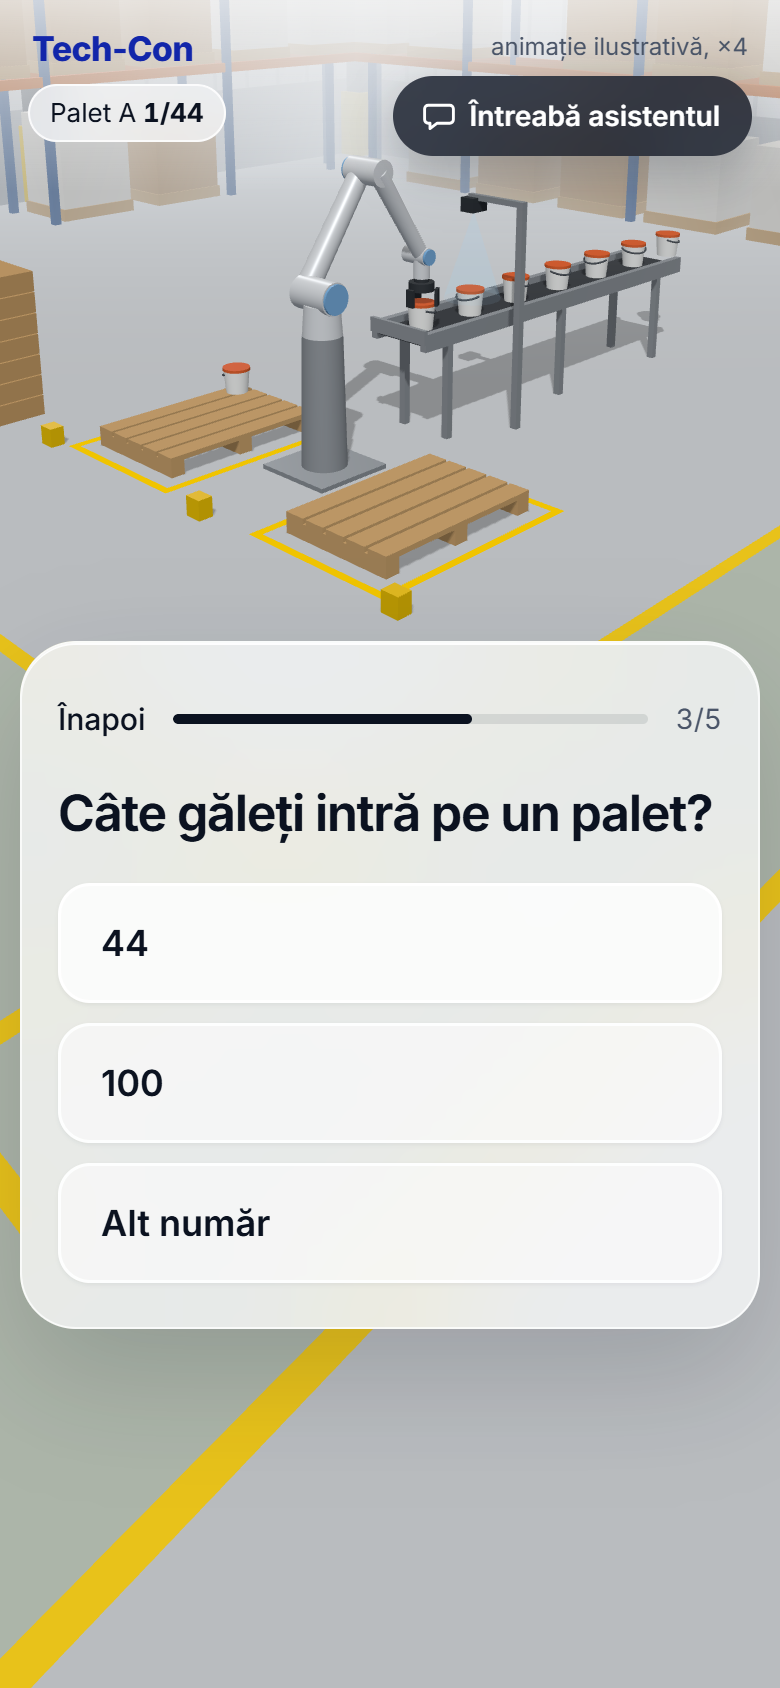 Tech-Con
animație ilustrativă, ×4
Palet A 1/44
Întreabă asistentul
Înapoi
3/5
Câte găleți intră pe un palet?
44
100
Alt număr